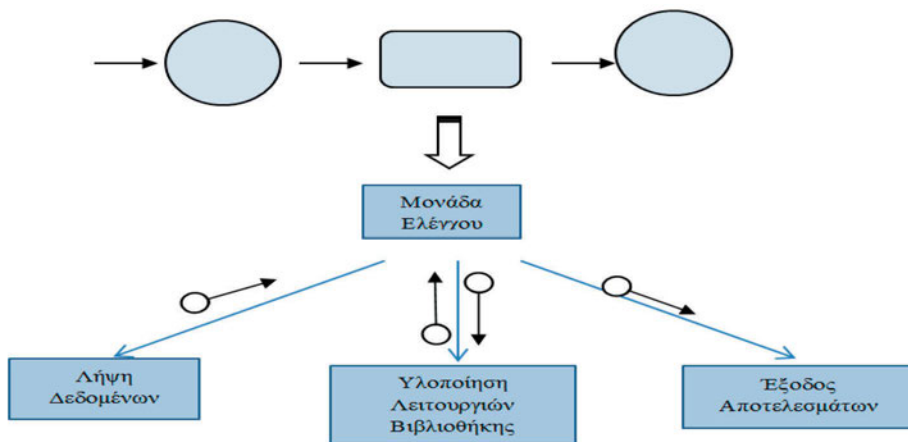 Μονάδα
Ελέγχου
Λήψη
Δεδομένων
Υλοποίηση
Λειτουργιών
Βιβλιοθήκης
Έξοδος
Αποτελεσμάτων